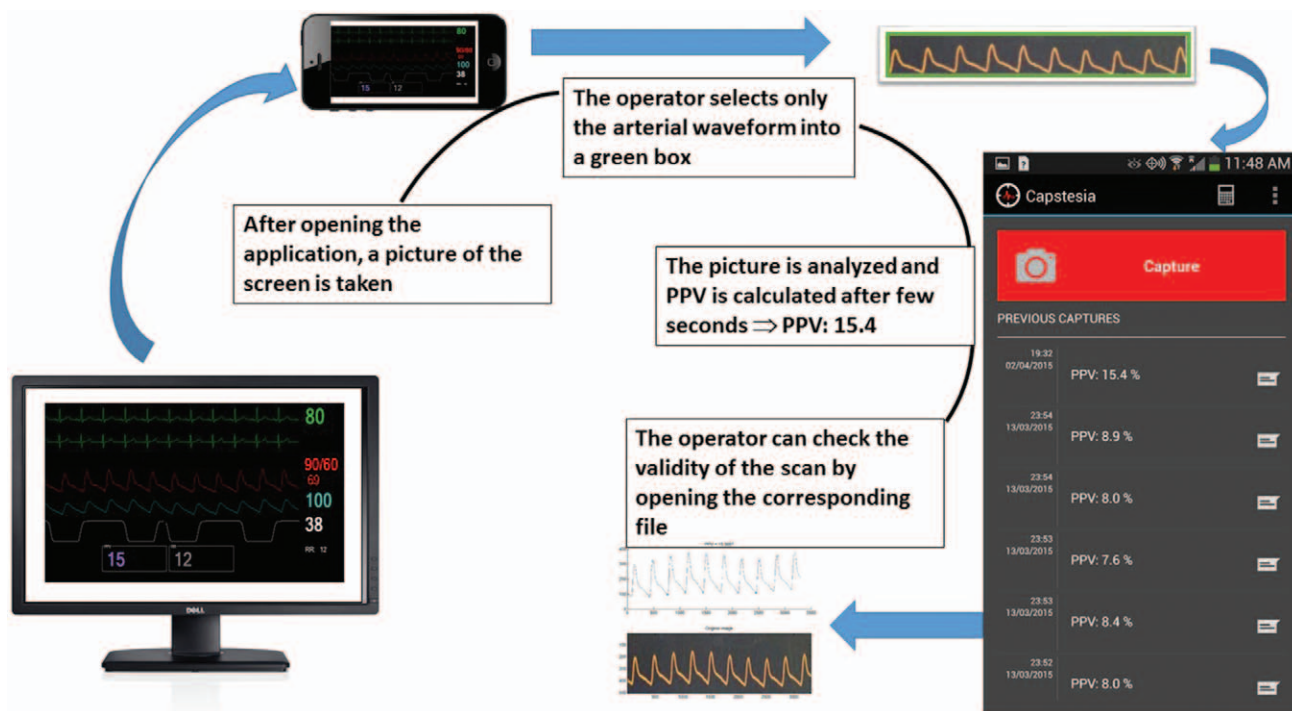 80
90/60
69
100
38
15
12
The operator selects only
the arterial waveform into
a green box
After opening the
application, a picture of the
screen is taken
The picture is analyzed and
PPV is calculated after few
seconds ⇒ PPV: 15.4
The operator can check the
validity of the scan by
opening the corresponding
file
11:48 AM
Capstesia
Capture
PREVIOUS CAPTURES
19:32
02/04/2015
PPV: 15.4 %
23:54
13/03/2015
PPV: 8.9 %
23:54
13/03/2015
PPV: 8.0 %
23:53
13/03/2015
PPV: 7.6 %
23:53
13/03/2015
PPV: 8.4 %
23:52
13/03/2015
PPV: 8.0 %
80
90/60
69
100
38
RR: 12
15
12
DELL
Original image